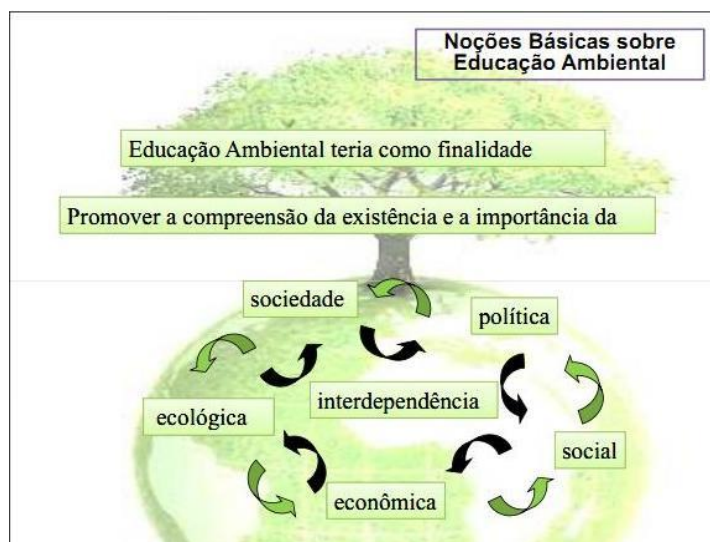 Noções Básicas sobre
Educação Ambiental
Educação Ambiental teria como finalidade
Promover a compreensão da existência e a importância da
sociedade
política
interdependência
ecológica
social
econômica